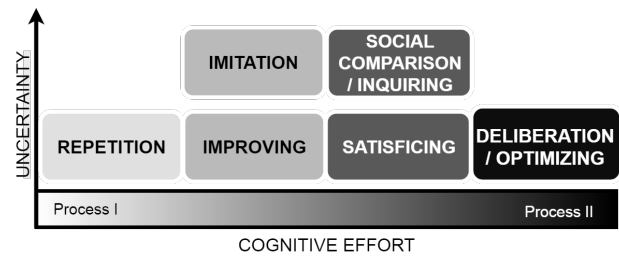 UNCERTAINTY
IMITATION
SOCIAL
COMPARISON
/ INQUIRING
REPETITION
IMPROVING
SATISFICING
DELIBERATION
/ OPTIMIZING
Process I
Process II
COGNITIVE EFFORT